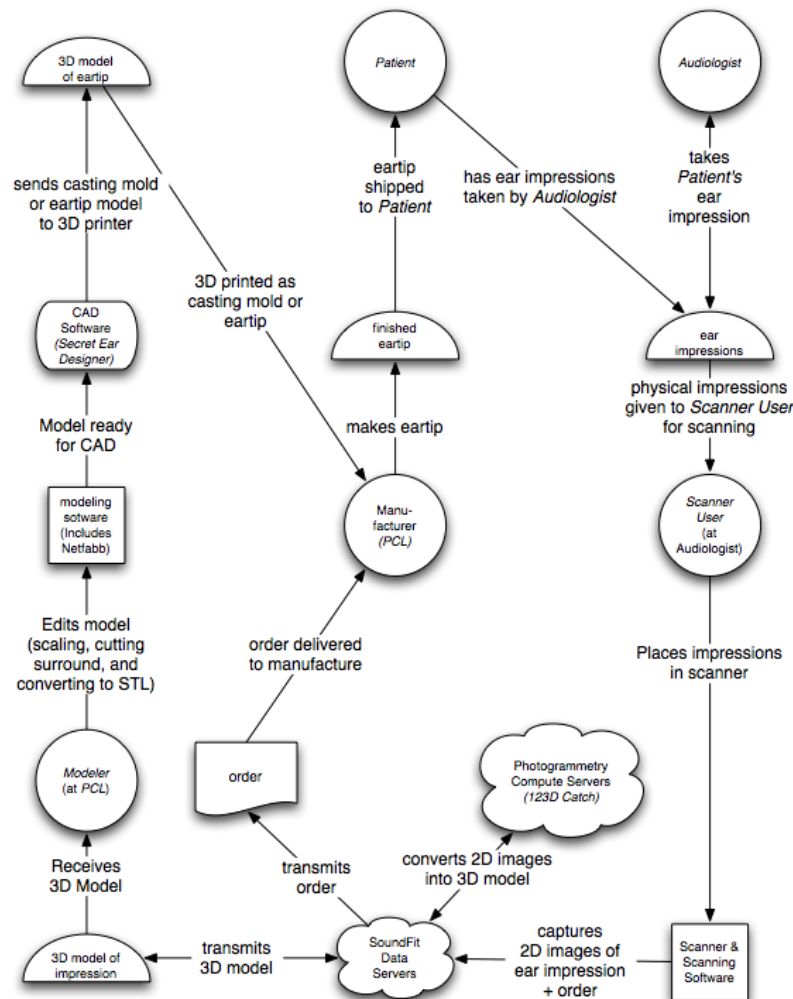 3D model
of eartip
Patient
Audiologist
sends casting mold
or eartip model
to 3D printer
eartip
shipped
to Patient
has ear impressions
taken by Audiologist
takes
Patient's
ear
impression
3D printed as
casting mold or
eartip
CAD
Software
(Secret Ear
Designer)
finished
eartip
ear
impressions
Model ready
for CAD
makes eartip
physical impressions
given to Scanner User
for scanning
modeling
sotware
(Includes
Netfabb)
Manu-
facturer
(PCL)
Scanner
User
(at
Audiologist)
Edits model
(scaling, cutting
surround, and
converting to STL)
order delivered
to manufacture
Places impressions
in scanner
Modeler
(at PCL)
order
Photogrammetry
Compute Servers
(123D Catch)
Receives
3D Model
transmits
order
converts 2D images
into 3D model
3D model of
impression
transmits
3D model
SoundFit
Data
Servers
captures
2D images of
ear impression
+ order
Scanner &
Scanning
Software